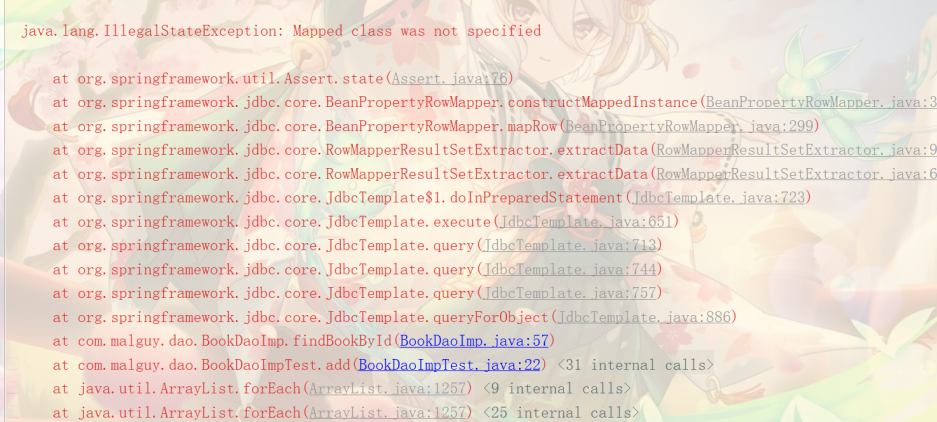 java.lang.IllegalStateException: Mapped class was not specified
at org.springframework.util.Assert.state(Assert.java:76)
at org.springframework.jdbc.core.BeanPropertyRowMapper.constructMappedInstance(BeanPropertyRowMapper.java:3
at org.springframework.jdbc.core.BeanPropertyRowMapper.mapRow(BeanPropertyRowMapper.java:299)
at org.springframework.jdbc.core.RowMapperResultSetExtractor.extractData(RowMapperResultSetExtractor.java:9
at org.springframework.jdbc.core.RowMapperResultSetExtractor.extractData(RowMapperResultSetExtractor.java:6
at org.springframework.jdbc.core.JdbcTemplate$1.doInPreparedStatement(JdbcTemplate.java:723)
at org.springframework.jdbc.core.JdbcTemplate.execute(JdbcTemplate.java:651)
at org.springframework.jdbc.core.JdbcTemplate.query(JdbcTemplate.java:713)
at org.springframework.jdbc.core.JdbcTemplate.query(JdbcTemplate.java:744)
at org.springframework.jdbc.core.JdbcTemplate.query(JdbcTemplate.java:757)
at org.springframework.jdbc.core.JdbcTemplate.queryForObject(JdbcTemplate.java:886)
at com.malguy.dao.BookDaoImp.findBookById(BookDaoImp.java:57)
at com.malguy.dao.BookDaoImpTest.add(BookDaoImpTest.java:22) <31 internal calls>
at java.util.ArrayList.forEach(ArrayList.java:1257) <9 internal calls>
at java.util.ArrayList.forEach(ArrayList.java:1257) <25 internal calls>